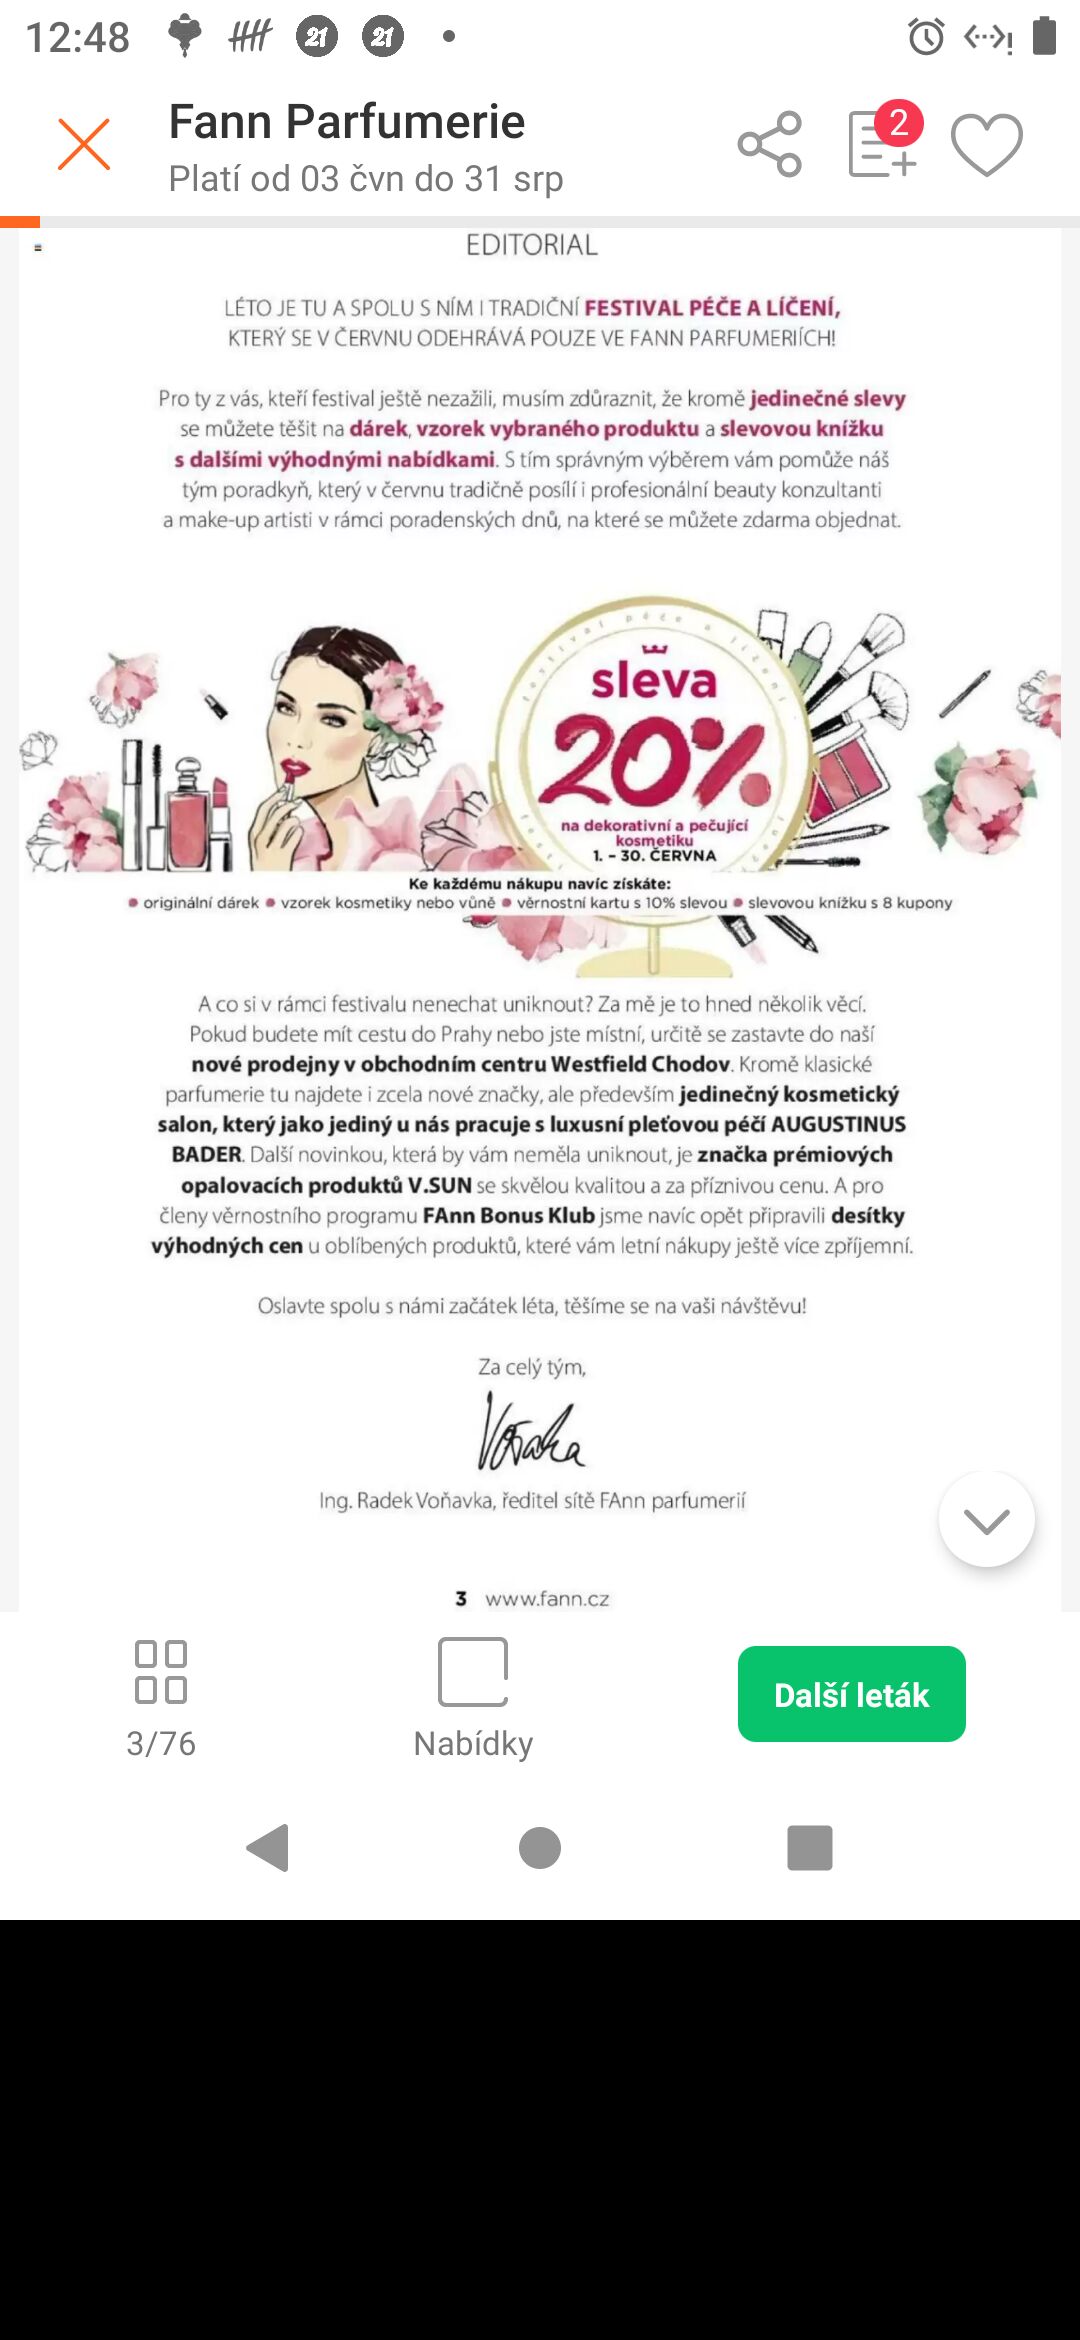 12:48
21
21
Fann Parfumerie
Platí od 03 čvn do 31 srp
2
EDITORIAL
LÉTO JE TU A SPOLU S NÍM I TRADIČNÍ FESTIVAL PÉČE A LÍČENÍ,
KTERÝ SE V ČERVNU ODEHRÁVÁ POUZE VE FANN PARFUMERIÍCH!
Pro ty z vás, kteří festival ještě nezažili, musím zdůraznit, že kromě jedinečné slevy
se můžete těšit na dárek, vzorek vybraného produktu a slevovou knížku
s dalšími výhodnými nabídkami. S tím správným výběrem vám pomůže náš
tým poradkyň, který v červnu tradičně posílí i profesionální beauty konzultanti
a make-up artisti v rámci poradenských dnů, na které se můžete zdarma objednat.
festival péče a líčení
sleva
20%
na dekorativní a pečující
kosmetiku
1. – 30. ČERVNA
Ke každému nákupu navíc získáte:
• originální dárek • vzorek kosmetiky nebo vůně • věrnostní kartu s 10% slevou • slevovou knížku s 8 kupony
A co si v rámci festivalu nenechat uniknout? Za mě je to hned několik věcí.
Pokud budete mít cestu do Prahy nebo jste místní, určitě se zastavte do naší
nové prodejny v obchodním centru Westfield Chodov. Kromě klasické
parfumerie tu najdete i zcela nové značky, ale především jedinečný kosmetický
salon, který jako jediný u nás pracuje s luxusní pleťovou péčí AUGUSTINUS
BADER. Další novinkou, která by vám neměla uniknout, je značka prémiových
opalovacích produktů V.SUN se skvělou kvalitou a za příznivou cenu. A pro
členy věrnostního programu FAnn Bonus Klub jsme navíc opět připravili desítky
výhodných cen u oblíbených produktů, které vám letní nákupy ještě více zpříjemní.
Oslavte spolu s námi začátek léta, těšíme se na vaši návštěvu!
Za celý tým,
Voňavka
Ing. Radek Voňavka, ředitel sítě FAnn parfumerií
3 www.fann.cz
3/76
Nabídky
Další leták